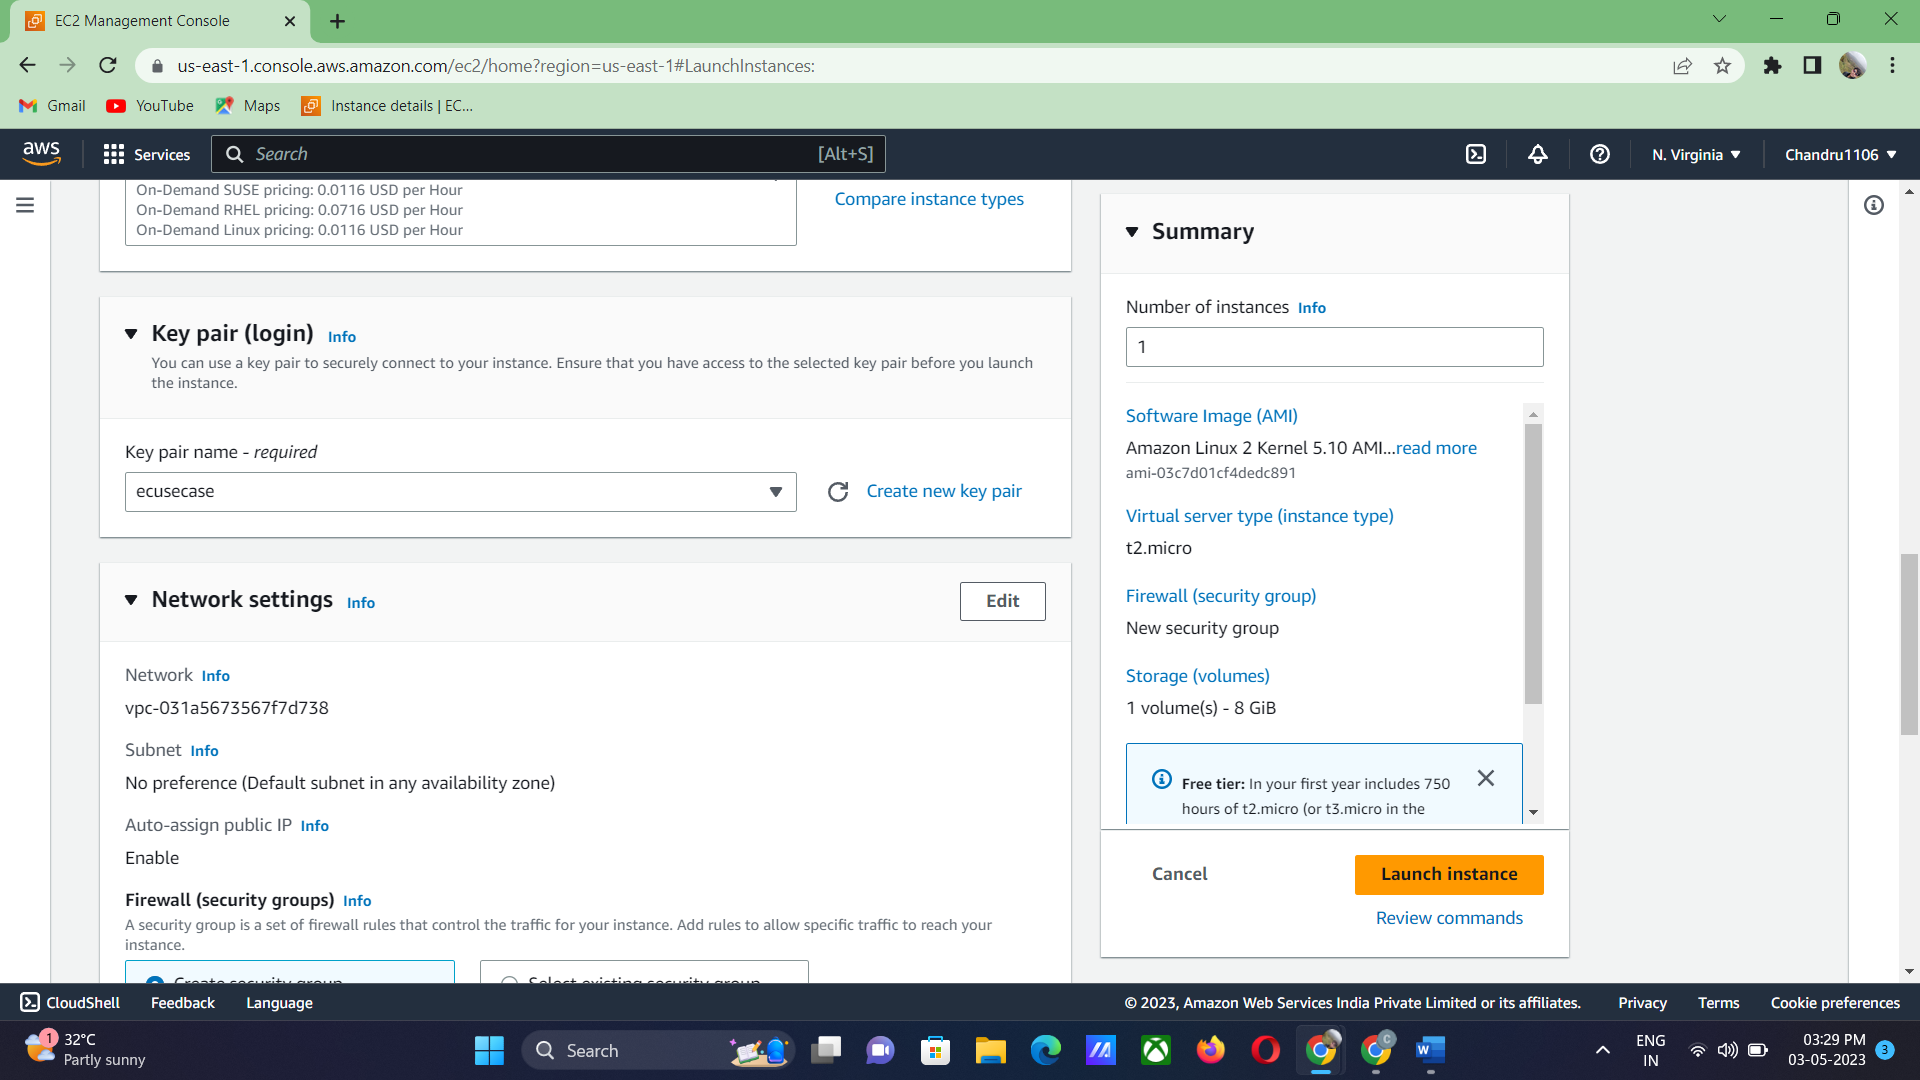 EC2 Management Console
us-east-1.console.aws.amazon.com/ec2/home?region=us-east-1#LaunchInstances:
Gmail YouTube Maps Instance details | EC...
aws Services Search [Alt+S] N. Virginia Chandru1106
On-Demand SUSE pricing: 0.0116 USD per Hour
On-Demand RHEL pricing: 0.0716 USD per Hour
On-Demand Linux pricing: 0.0116 USD per Hour
Compare instance types
Key pair (login) Info
You can use a key pair to securely connect to your instance. Ensure that you have access to the selected key pair before you launch
the instance.
Key pair name - required
ecusecase
Create new key pair
Network settings Info
Edit
Network Info
vpc-031a5673567f7d738
Subnet Info
No preference (Default subnet in any availability zone)
Auto-assign public IP Info
Enable
Firewall (security groups) Info
A security group is a set of firewall rules that control the traffic for your instance. Add rules to allow specific traffic to reach your
instance.
Create security group
Select existing security group
Summary
Number of instances Info
1
Software Image (AMI)
Amazon Linux 2 Kernel 5.10 AMI...read more
ami-03c7d01cf4dedc891
Virtual server type (instance type)
t2.micro
Firewall (security group)
New security group
Storage (volumes)
1 volume(s) - 8 GiB
Free tier: In your first year includes 750
hours of t2.micro (or t3.micro in the
Cancel
Launch instance
Review commands
CloudShell Feedback Language © 2023, Amazon Web Services India Private Limited or its affiliates. Privacy Terms Cookie preferences
1
32°C
Partly sunny
Search
C
W
ENG
IN
03:29 PM
03-05-2023
3